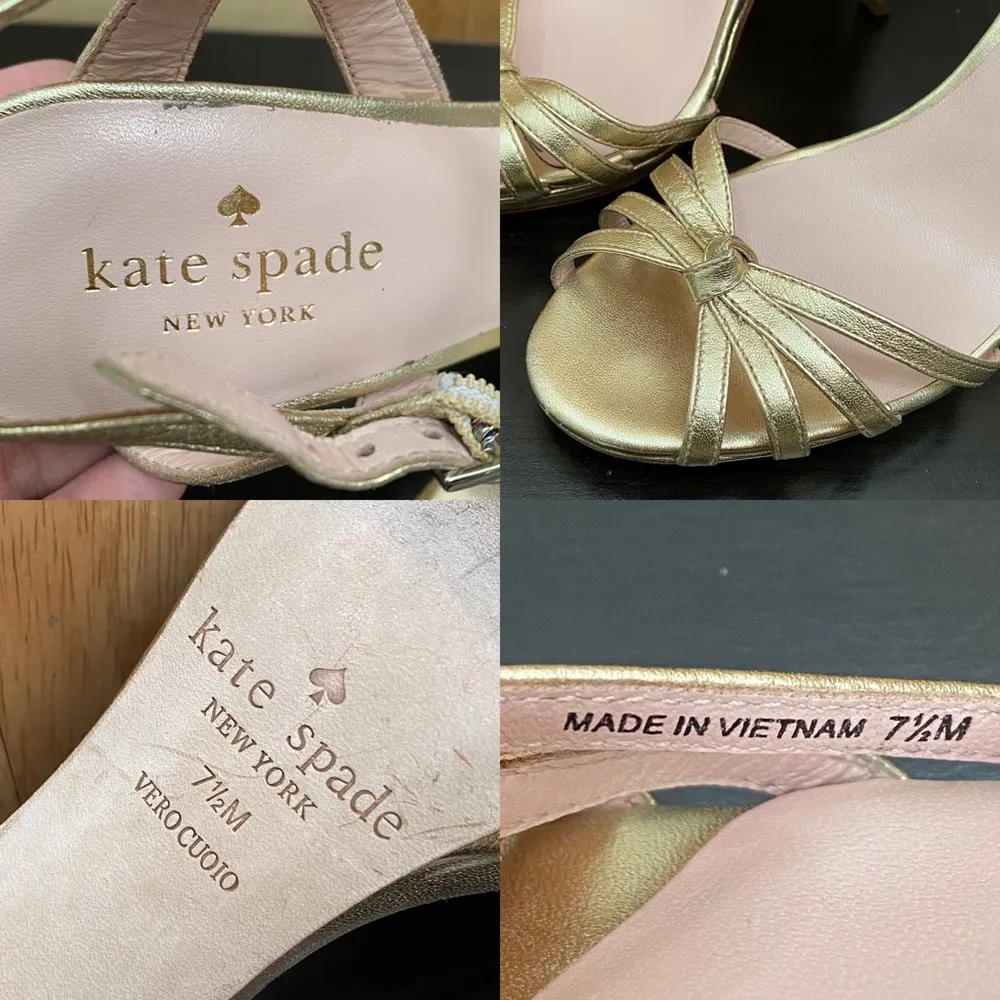 kate spade
NEW YORK
kate spade
NEW YORK
7½M
VERO CUOIO
MADE IN VIETNAM 7½M